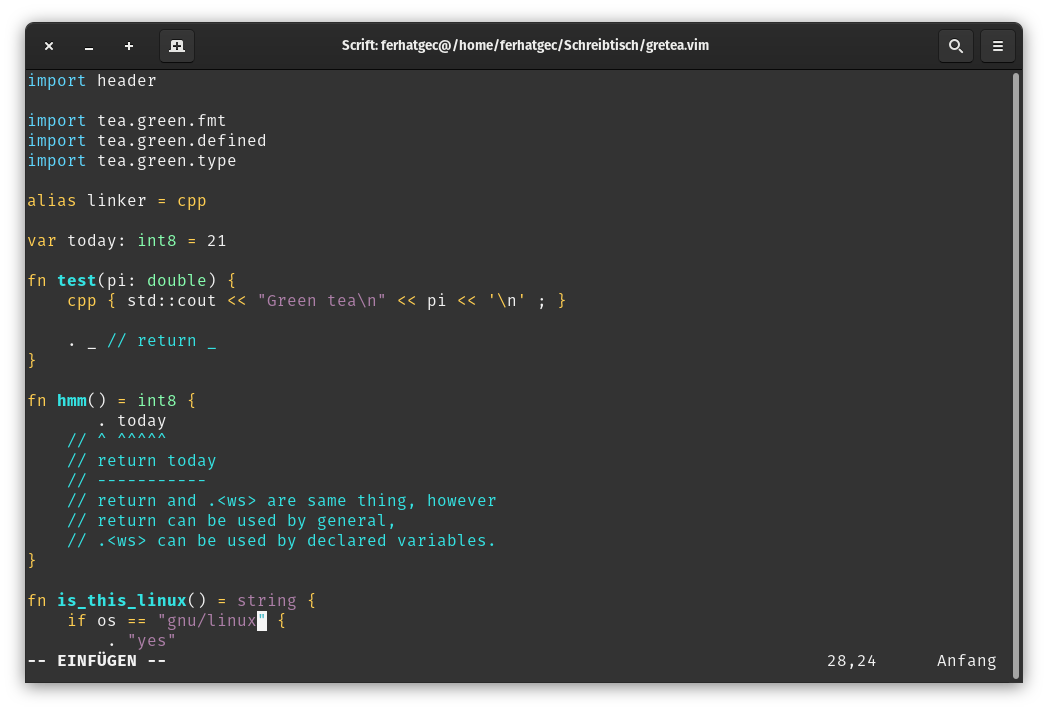 Scrift: ferhatgec@/home/ferhatgec/Schreibtisch/gretea.vim
import header
import tea.green.fmt
import tea.green.defined
import tea.green.type
alias linker = cpp
var today: int8 = 21
fn test(pi: double) {
    cpp { std::cout << "Green tea\n" << pi << '\n' ; }
    . _ // return _
}
fn hmm() = int8 {
       . today
    // ^ ^^^^^
    // return today
    // -----------
    // return and .<ws> are same thing, however
    // return can be used by general,
    // .<ws> can be used by declared variables.
}
fn is_this_linux() = string {
    if os == "gnu/linux" {
        . "yes"
-- EINFÜGEN -- 28,24 Anfang